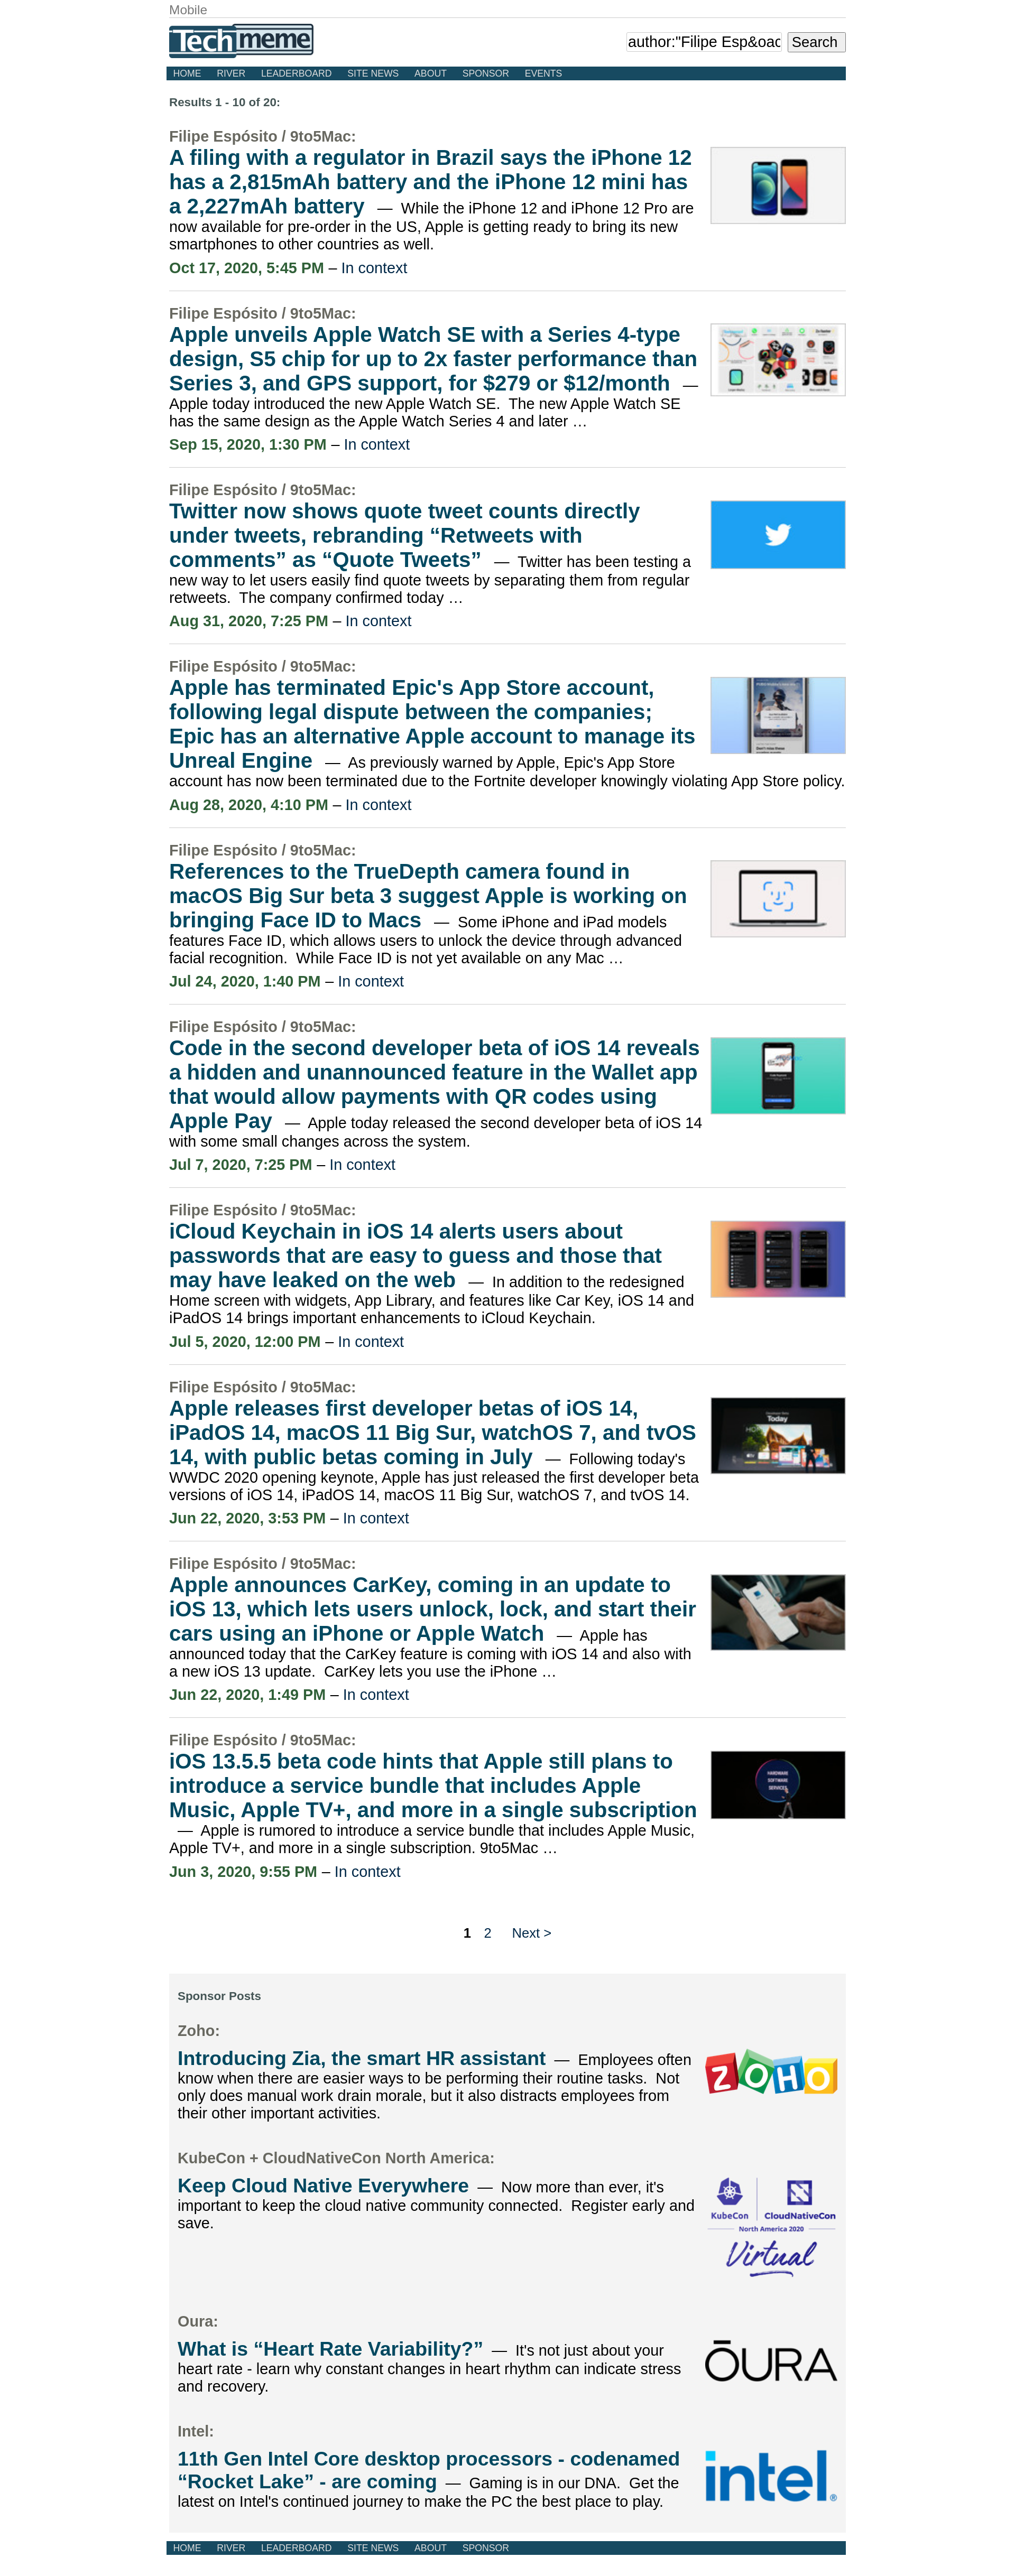 Mobile
Techmeme
author:"Filipe Esp&oac
Search
HOME RIVER LEADERBOARD SITE NEWS ABOUT SPONSOR EVENTS
Results 1 - 10 of 20:
Filipe Espósito / 9to5Mac:
A filing with a regulator in Brazil says the iPhone 12
has a 2,815mAh battery and the iPhone 12 mini has
a 2,227mAh battery — While the iPhone 12 and iPhone 12 Pro are
now available for pre-order in the US, Apple is getting ready to bring its new
smartphones to other countries as well.
Oct 17, 2020, 5:45 PM – In context
Filipe Espósito / 9to5Mac:
Apple unveils Apple Watch SE with a Series 4-type
design, S5 chip for up to 2x faster performance than
Series 3, and GPS support, for $279 or $12/month —
Apple today introduced the new Apple Watch SE. The new Apple Watch SE
has the same design as the Apple Watch Series 4 and later …
Sep 15, 2020, 1:30 PM – In context
Filipe Espósito / 9to5Mac:
Twitter now shows quote tweet counts directly
under tweets, rebranding “Retweets with
comments” as “Quote Tweets” — Twitter has been testing a
new way to let users easily find quote tweets by separating them from regular
retweets. The company confirmed today …
Aug 31, 2020, 7:25 PM – In context
Filipe Espósito / 9to5Mac:
Apple has terminated Epic's App Store account,
following legal dispute between the companies;
Epic has an alternative Apple account to manage its
Unreal Engine — As previously warned by Apple, Epic's App Store
account has now been terminated due to the Fortnite developer knowingly violating App Store policy.
Aug 28, 2020, 4:10 PM – In context
Filipe Espósito / 9to5Mac:
References to the TrueDepth camera found in
macOS Big Sur beta 3 suggest Apple is working on
bringing Face ID to Macs — Some iPhone and iPad models
features Face ID, which allows users to unlock the device through advanced
facial recognition. While Face ID is not yet available on any Mac …
Jul 24, 2020, 1:40 PM – In context
Filipe Espósito / 9to5Mac:
Code in the second developer beta of iOS 14 reveals
a hidden and unannounced feature in the Wallet app
that would allow payments with QR codes using
Apple Pay — Apple today released the second developer beta of iOS 14
with some small changes across the system.
Jul 7, 2020, 7:25 PM – In context
Filipe Espósito / 9to5Mac:
iCloud Keychain in iOS 14 alerts users about
passwords that are easy to guess and those that
may have leaked on the web — In addition to the redesigned
Home screen with widgets, App Library, and features like Car Key, iOS 14 and
iPadOS 14 brings important enhancements to iCloud Keychain.
Jul 5, 2020, 12:00 PM – In context
Filipe Espósito / 9to5Mac:
Apple releases first developer betas of iOS 14,
iPadOS 14, macOS 11 Big Sur, watchOS 7, and tvOS
14, with public betas coming in July — Following today's
WWDC 2020 opening keynote, Apple has just released the first developer beta
versions of iOS 14, iPadOS 14, macOS 11 Big Sur, watchOS 7, and tvOS 14.
Today
Jun 22, 2020, 3:53 PM – In context
Filipe Espósito / 9to5Mac:
Apple announces CarKey, coming in an update to
iOS 13, which lets users unlock, lock, and start their
cars using an iPhone or Apple Watch — Apple has
announced today that the CarKey feature is coming with iOS 14 and also with
a new iOS 13 update. CarKey lets you use the iPhone …
Jun 22, 2020, 1:49 PM – In context
Filipe Espósito / 9to5Mac:
iOS 13.5.5 beta code hints that Apple still plans to
introduce a service bundle that includes Apple
Music, Apple TV+, and more in a single subscription
— Apple is rumored to introduce a service bundle that includes Apple Music,
Apple TV+, and more in a single subscription. 9to5Mac …
HARDWARE
SOFTWARE
SERVICES
Jun 3, 2020, 9:55 PM – In context
1 2 Next >
Sponsor Posts
Zoho:
Introducing Zia, the smart HR assistant — Employees often
know when there are easier ways to be performing their routine tasks. Not
only does manual work drain morale, but it also distracts employees from
their other important activities.
ZOHO
KubeCon + CloudNativeCon North America:
Keep Cloud Native Everywhere — Now more than ever, it's
important to keep the cloud native community connected. Register early and
save.
KubeCon CloudNativeCon
North America 2020
Virtual
Oura:
What is “Heart Rate Variability?” — It's not just about your
heart rate - learn why constant changes in heart rhythm can indicate stress
and recovery.
ŌURA
Intel:
11th Gen Intel Core desktop processors - codenamed
“Rocket Lake” - are coming — Gaming is in our DNA. Get the
latest on Intel's continued journey to make the PC the best place to play.
intel®
HOME RIVER LEADERBOARD SITE NEWS ABOUT SPONSOR